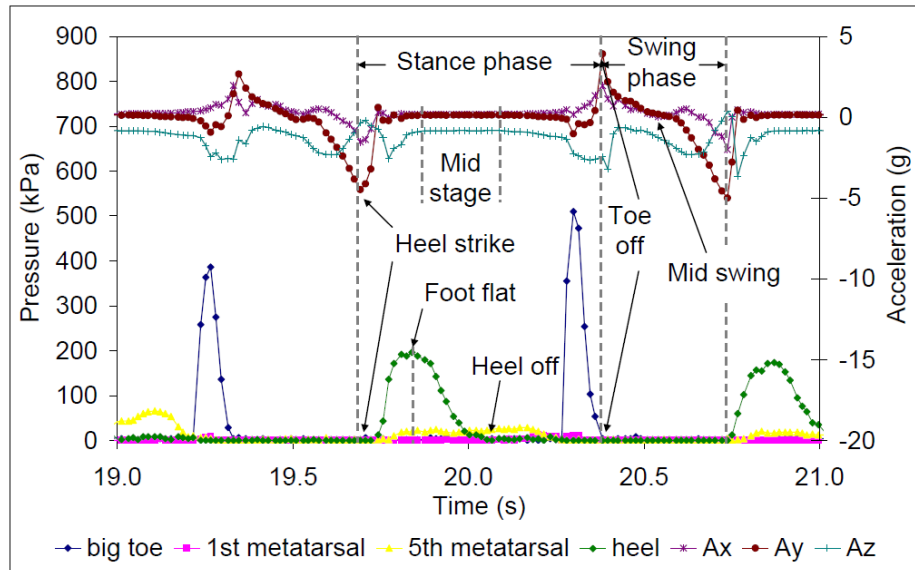 900
800
700
600
500
400
300
200
100
0
Pressure (kPa)
5
0
-5
-10
-15
-20
Acceleration (g)
Stance phase
Swing
phase
Mid
stage
Heel strike
Foot flat
Heel off
Toe
off
Mid swing
19.0 19.5 20.0 20.5 21.0
Time (s)
big toe 1st metatarsal 5th metatarsal heel Ax Ay Az